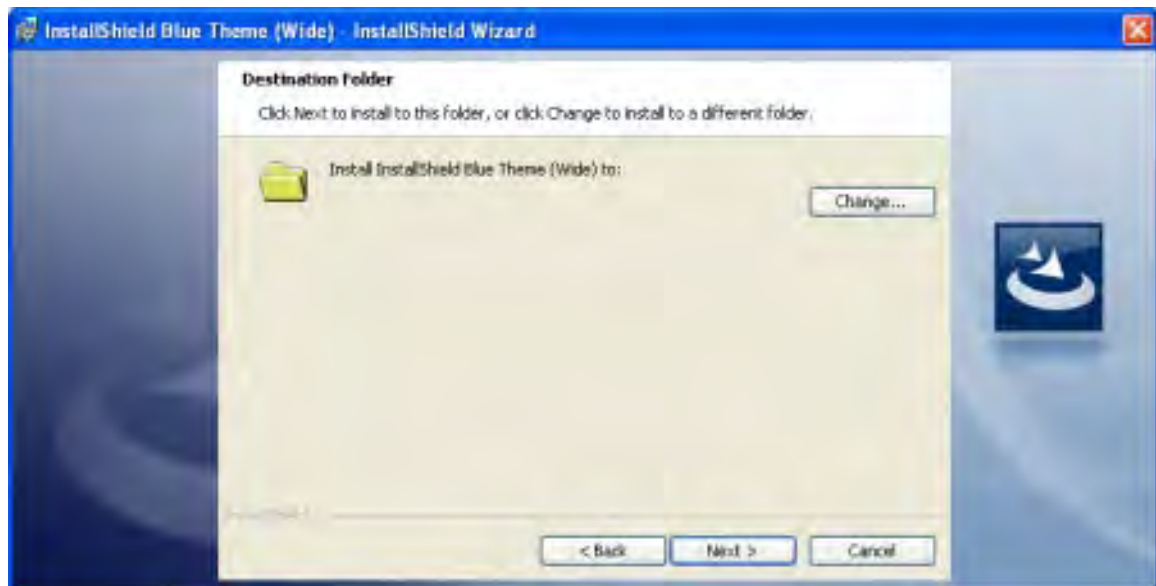 InstallShield Blue Theme (Wide) - InstallShield Wizard
Destination Folder
Click Next to install to this folder, or click Change to install to a different folder.
Install InstallShield Blue Theme (Wide) to:
Change...
InstallShield
< Back
Next >
Cancel